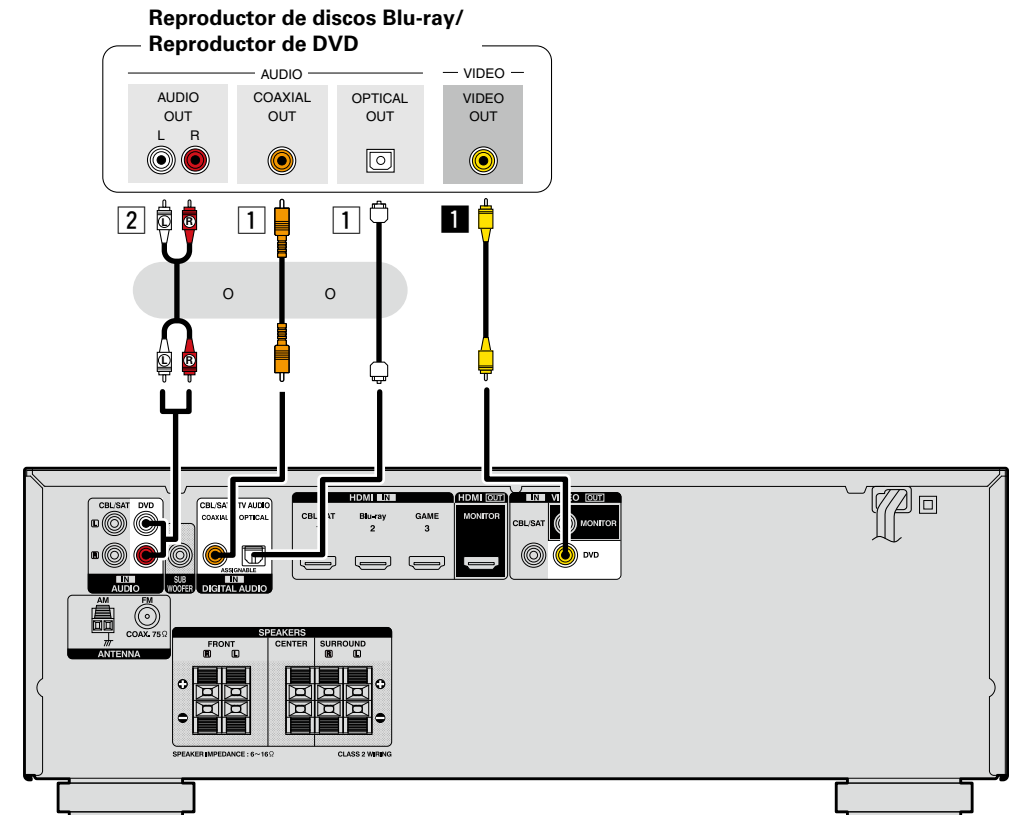 Reproductor de discos Blu-ray/
Reproductor de DVD
AUDIO
VIDEO
AUDIO OUT
L R
COAXIAL OUT
OPTICAL OUT
VIDEO OUT
2
1
1
1
L R
O
O
L R
CBL/SAT DVD
L
R
IN
AUDIO
SUB WOOFER
CBL/SAT TV AUDIO
COAXIAL OPTICAL
ASSIGNABLE
IN
DIGITAL AUDIO
HDMI IN
CBL/SAT
Blu-ray
2
GAME
3
HDMI OUT
MONITOR
IN VIDEO OUT
CBL/SAT
MONITOR
DVD
AM
FM
COAX. 75Ω
ANTENNA
SPEAKERS
FRONT
R L
CENTER
SURROUND
R L
SPEAKER IMPEDANCE : 6~16Ω
CLASS 2 WIRING